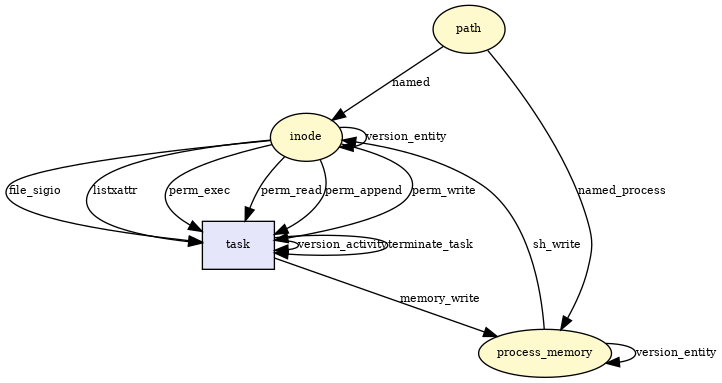 path
named
inode
version_entity
file_sigio
listxattr
perm_exec
perm_read
perm_append
perm_write
named_process
task
version_activity
terminate_task
sh_write
memory_write
process_memory
version_entity